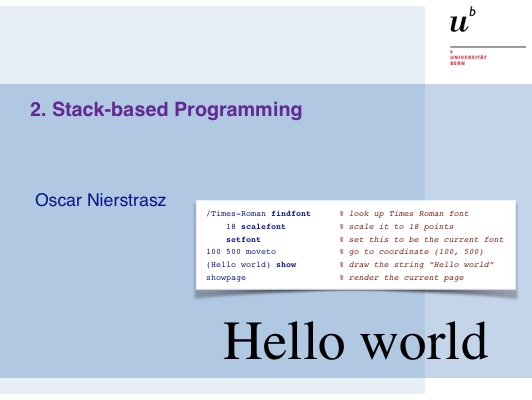 u^b
b
UNIVERSITÄT
BERN
2. Stack-based Programming
Oscar Nierstrasz
/Times-Roman findfont % look up Times Roman font
18 scalefont % scale it to 18 points
setfont % set this to be the current font
100 500 moveto % go to coordinate (100, 500)
(Hello world) show % draw the string “Hello world”
showpage % render the current page
Hello world